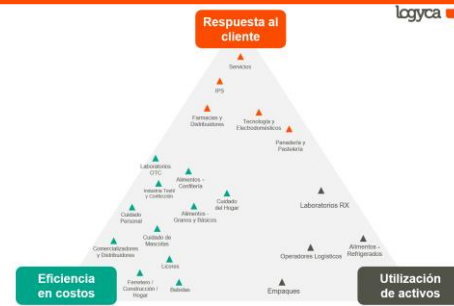 logyca
Respuesta al
cliente
Servicios
IPS
Farmacias y
Distribuidores
Tecnología y
Electrodomésticos
Panadería y
Pastelería
Laboratorios
OTC
Alimentos –
Confitería
Industrial Textil
y Confección
Cuidado
del Hogar
Laboratorios RX
Cuidado
Personal
Alimentos -
Granos y Básicos
Cuidado de
Mascotas
Comercializadores
y Distribuidores
Operadores Logísticos
Alimentos -
Refrigerados
Licores
Ferretero /
Construcción /
Hogar
Bebidas
Empaques
Eficiencia
en costos
Utilización
de activos